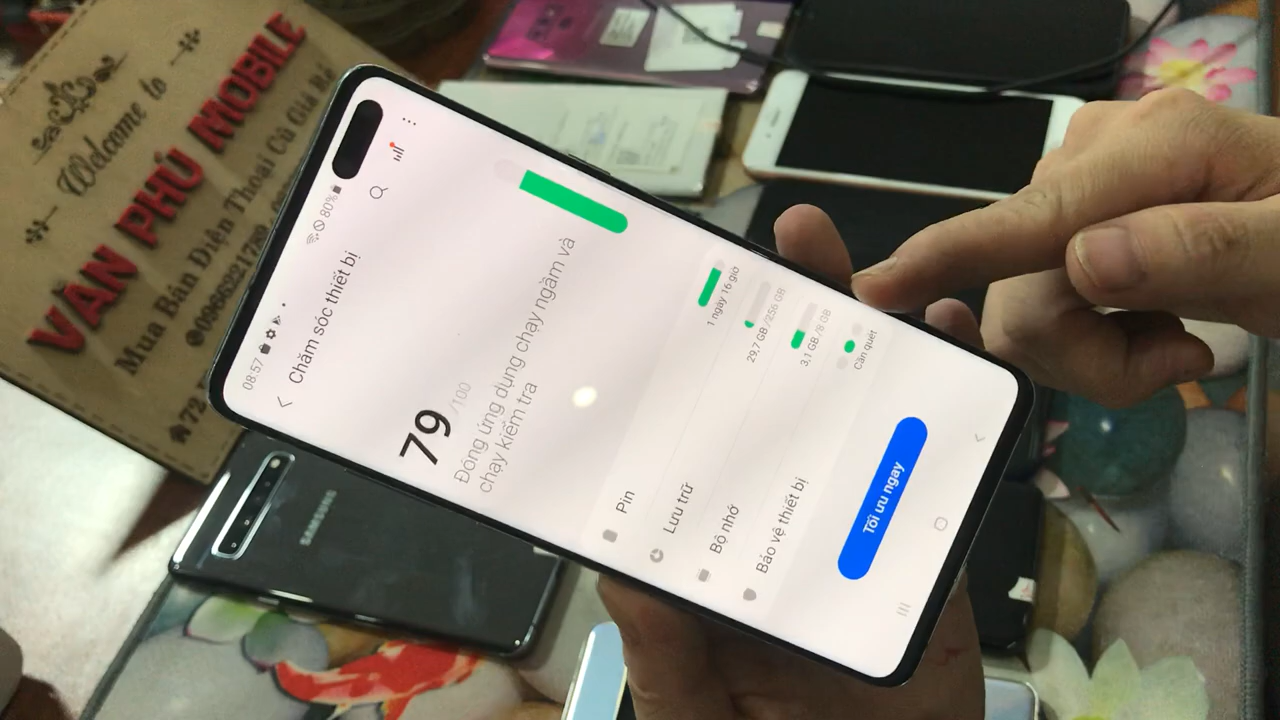 Welcome to
VĂN PHÚ MOBILE
Mua Bán Điện Thoại Cũ Giá Rẻ
0966221789
72
08:57
80%
Chăm sóc thiết bị
79/100
Đóng ứng dụng chạy ngầm và
chạy kiểm tra
Pin
1 ngày 16 giờ
Lưu trữ
29,7 GB/256 GB
Bộ nhớ
3,1 GB/8 GB
Bảo vệ thiết bị
Cần quét
Tối ưu ngay
SAMSUNG